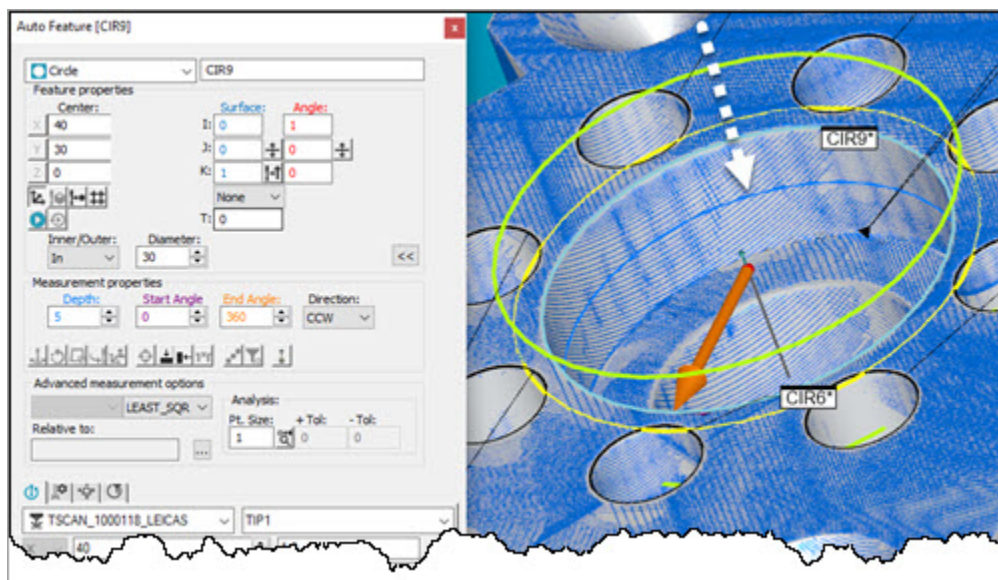 Auto Feature [CIR9]
x
Circle CIR9
Feature properties
Center: Surface: Angle:
X 40 I: 0 1
Y 30 J: 0 0
Z 0 K: 1 0
None
T: 0
Inner/Outer: Diameter:
In 30 <<
Measurement properties
Depth: Start Angle End Angle: Direction:
5 0 360 CCW
Advanced measurement options
LEAST_SQR
Analysis:
Relative to: Pt. Size: + Tol: - Tol:
... 1 0 0
TSCAN_1000118_LEICAS TIP1
40
CIR9*
CIR6*